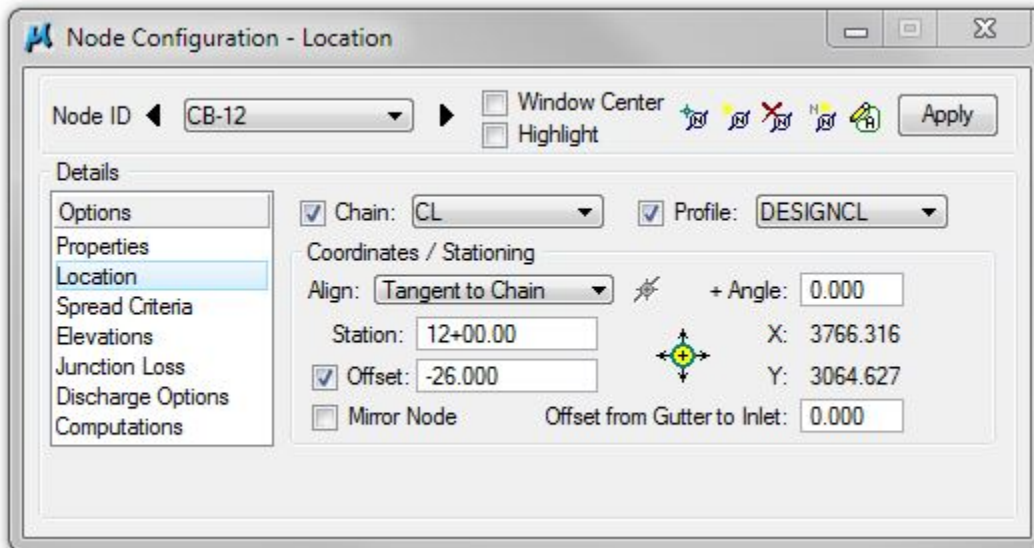 Node Configuration - Location
Node ID CB-12 Window Center Apply
Highlight
Details
Options
Properties
Location
Spread Criteria
Elevations
Junction Loss
Discharge Options
Computations
Chain: CL Profile: DESIGNCL
Coordinates / Stationing
Align: Tangent to Chain + Angle: 0.000
Station: 12+00.00 X: 3766.316
Offset: -26.000 Y: 3064.627
Mirror Node Offset from Gutter to Inlet: 0.000